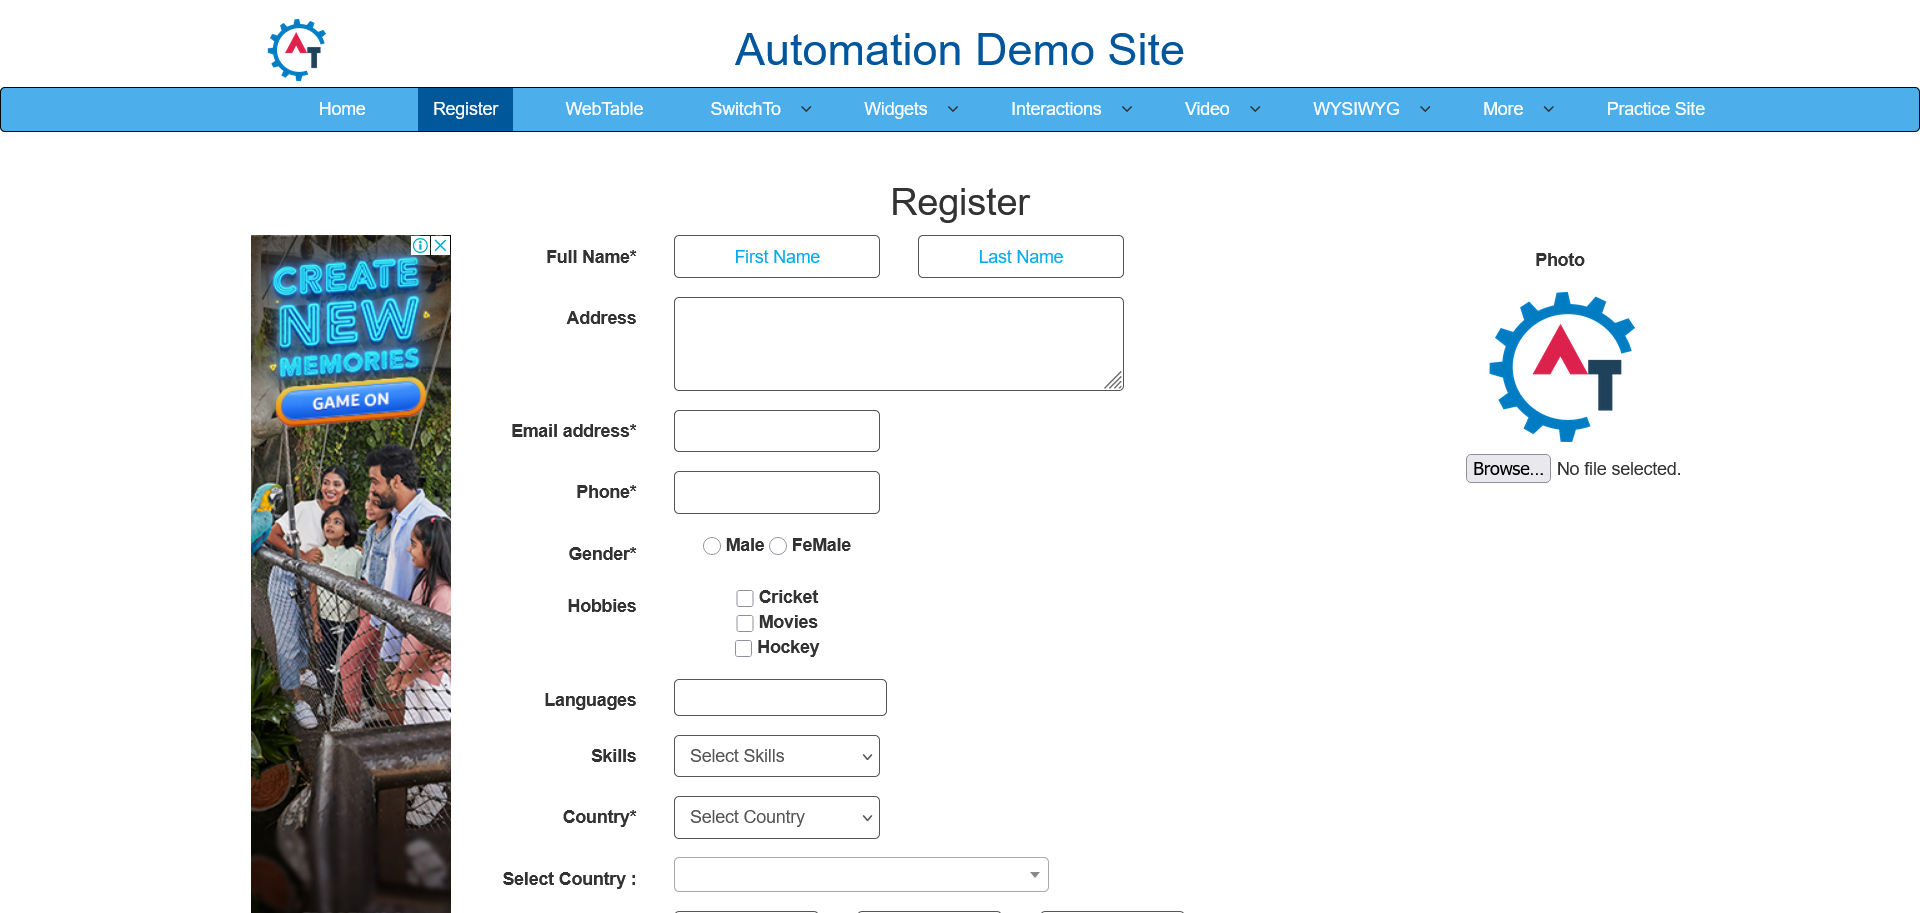 AT
Automation Demo Site
Home Register WebTable SwitchTo Widgets Interactions Video WYSIWYG More Practice Site
Register
CREATE
NEW
MEMORIES
GAME ON
Full Name* First Name Last Name
Address
Email address*
Phone*
Gender* Male FeMale
Hobbies Cricket
Movies
Hockey
Languages
Skills Select Skills
Country* Select Country
Select Country :
Photo
AT
Browse... No file selected.